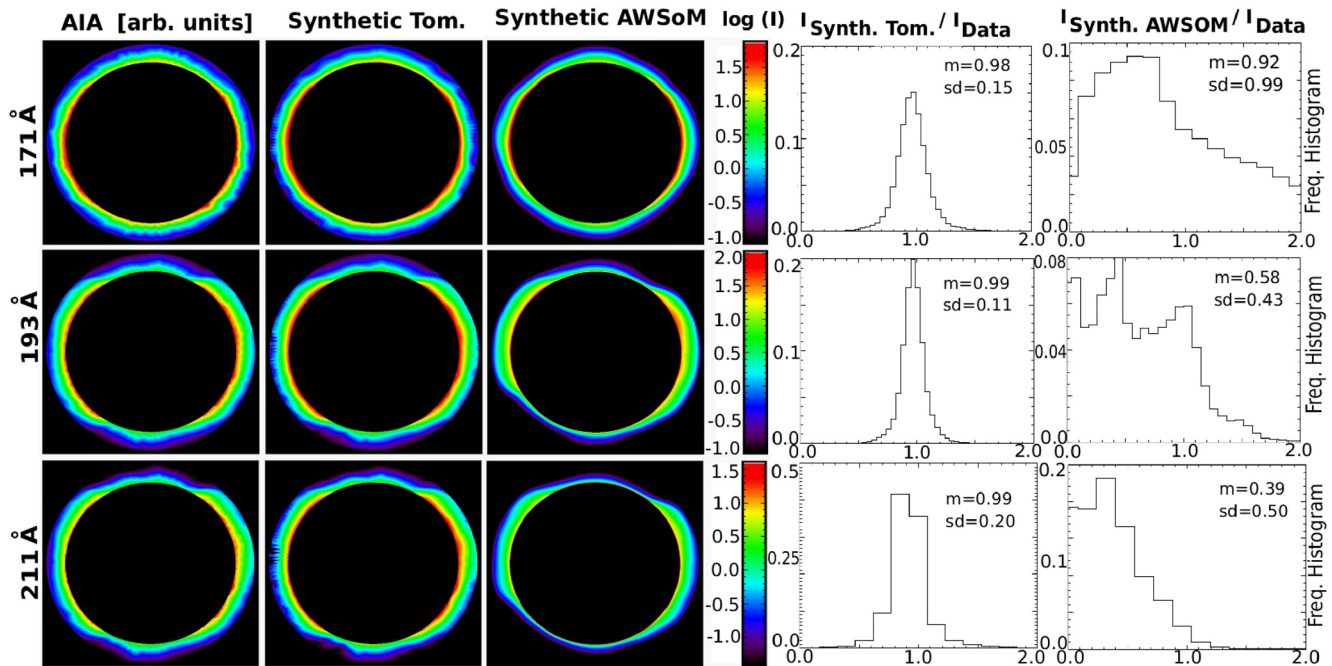 AIA [arb. units]
Synthetic Tom.
Synthetic AWSoM
log (I)
I Synth. Tom. / I Data
I Synth. AWSOM / I Data
171 Å
1.5
1.0
0.5
0.0
-0.5
-1.0
0.2
0.1
0.0
0.0 1.0 2.0
m=0.98
sd=0.15
0.1
0.05
0.0
0.0 1.0 2.0
m=0.92
sd=0.99
Freq. Histogram
193 Å
2.0
1.5
1.0
0.5
0.0
-0.5
-1.0
0.2
0.1
0.0
0.0 1.0 2.0
m=0.99
sd=0.11
0.08
0.04
0.0
0.0 1.0 2.0
m=0.58
sd=0.43
Freq. Histogram
211 Å
1.5
1.0
0.5
0.0
-0.5
-1.0
0.5
0.25
0.0
0.0 1.0 2.0
m=0.99
sd=0.20
0.2
0.1
0.0
0.0 1.0 2.0
m=0.39
sd=0.50
Freq. Histogram